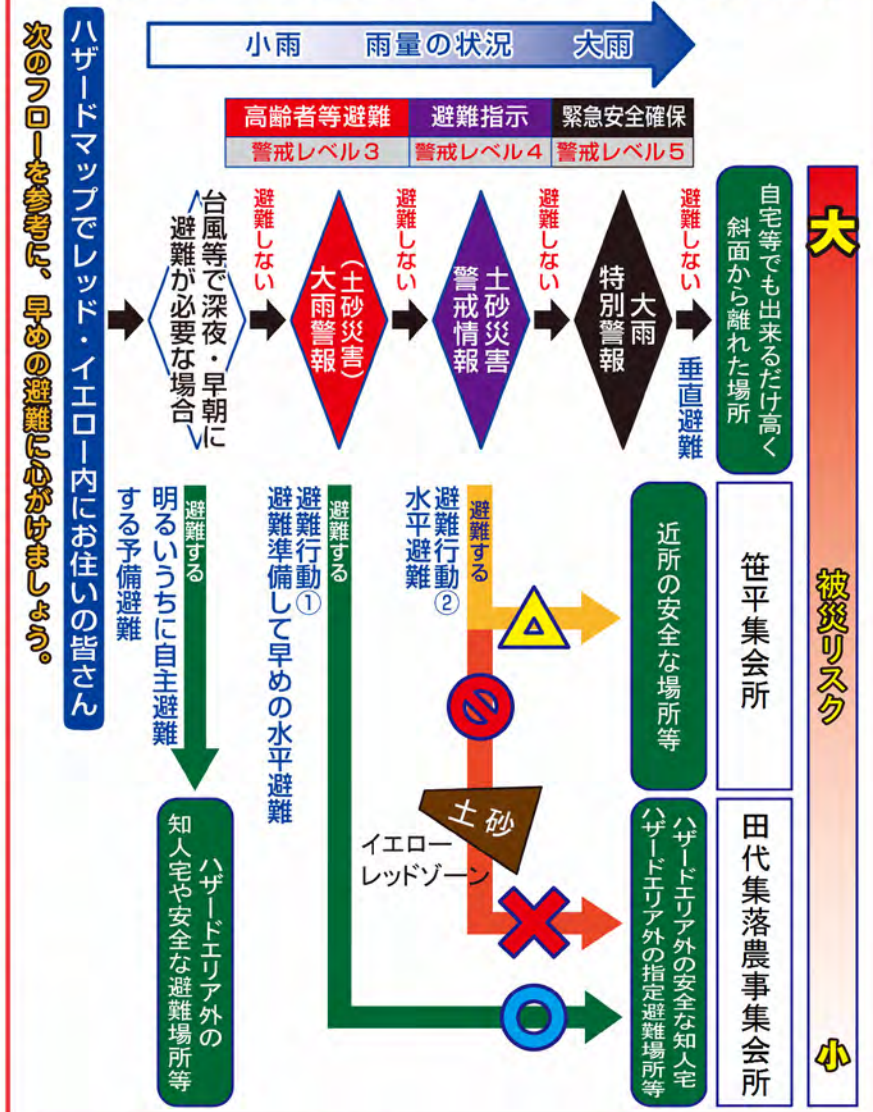 次のフローを参考に、早めの避難に心がけましょう。
ハザードマップでレッド・イエロー内にお住いの皆さん
小雨 雨量の状況 大雨
高齢者等避難 避難指示 緊急安全確保
警戒レベル3 警戒レベル4 警戒レベル5
台風等で深夜・早朝に
避難が必要な場合
避難しない
(土砂災害)
大雨警報
避難しない
土砂災害
警戒情報
避難しない
大雨
特別警報
避難しない
垂直避難
自宅等でも出来るだけ高く
斜面から離れた場所
避難する
明るいうちに自主避難
する予備避難
ハザードエリア外の
知人宅や安全な避難場所等
避難する
避難行動①
避難準備して早めの水平避難
避難する
避難行動②
水平避難
土砂
イエロー
レッドゾーン
近所の安全な場所等
笹平集会所
ハザードエリア外の安全な知人宅
ハザードエリア外の指定避難場所等
田代集落農事集会所
大
被災リスク
小